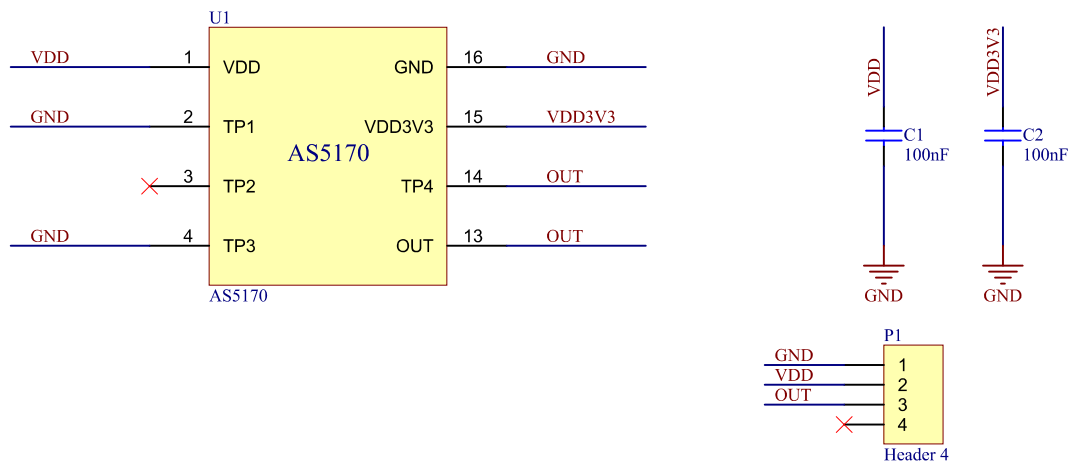 U1
VDD 1 VDD GND 16 GND
GND 2 TP1 VDD3V3 15 VDD3V3
AS5170
3 TP2 TP4 14 OUT
GND 4 TP3 OUT 13 OUT
AS5170
VDD
C1
100nF
GND
VDD3V3
C2
100nF
GND
P1
GND 1
VDD 2
OUT 3
4
Header 4